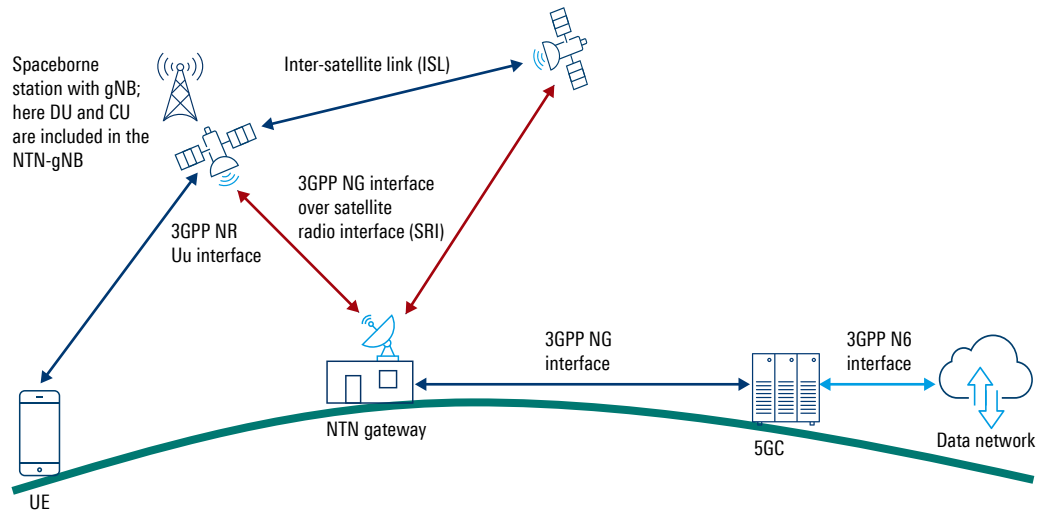 Spaceborne
station with gNB;
here DU and CU
are included in the
NTN-gNB
Inter-satellite link (ISL)
3GPP NG interface
over satellite
radio interface (SRI)
3GPP NR
Uu interface
3GPP NG
interface
3GPP N6
interface
NTN gateway
5GC
Data network
UE